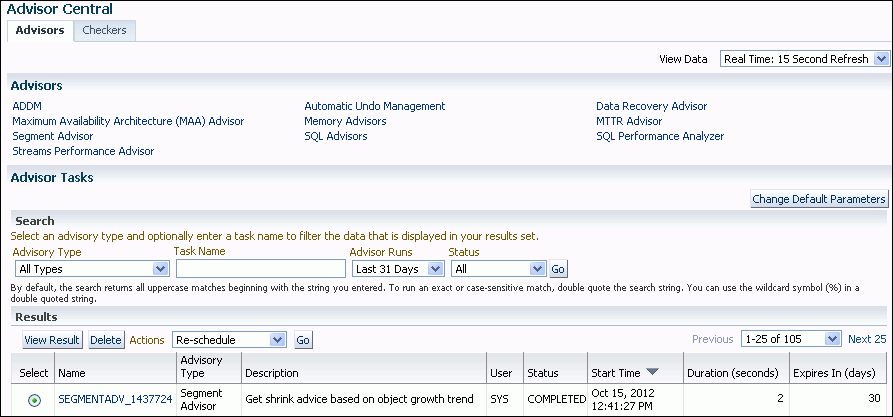 Advisor Central
Advisors Checkers
View Data Real Time: 15 Second Refresh
Advisors
ADDM Automatic Undo Management Data Recovery Advisor
Maximum Availability Architecture (MAA) Advisor Memory Advisors MTTR Advisor
Segment Advisor SQL Advisors SQL Performance Analyzer
Streams Performance Advisor
Advisor Tasks
Change Default Parameters
Search
Select an advisory type and optionally enter a task name to filter the data that is displayed in your results set.
Advisory Type Task Name Advisor Runs Status
All Types Last 31 Days All Go
By default, the search returns all uppercase matches beginning with the string you entered. To run an exact or case-sensitive match, double quote the search string. You can use the wildcard symbol (%) in a
double quoted string.
Results
View Result Delete Actions Re-schedule Go Previous 1-25 of 105 Next 25
Select Name Advisory Type Description User Status Start Time Duration (seconds) Expires In (days)
SEGMENTADV_1437724 Segment Advisor Get shrink advice based on object growth trend SYS COMPLETED Oct 15, 2012 12:41:27 PM 2 30